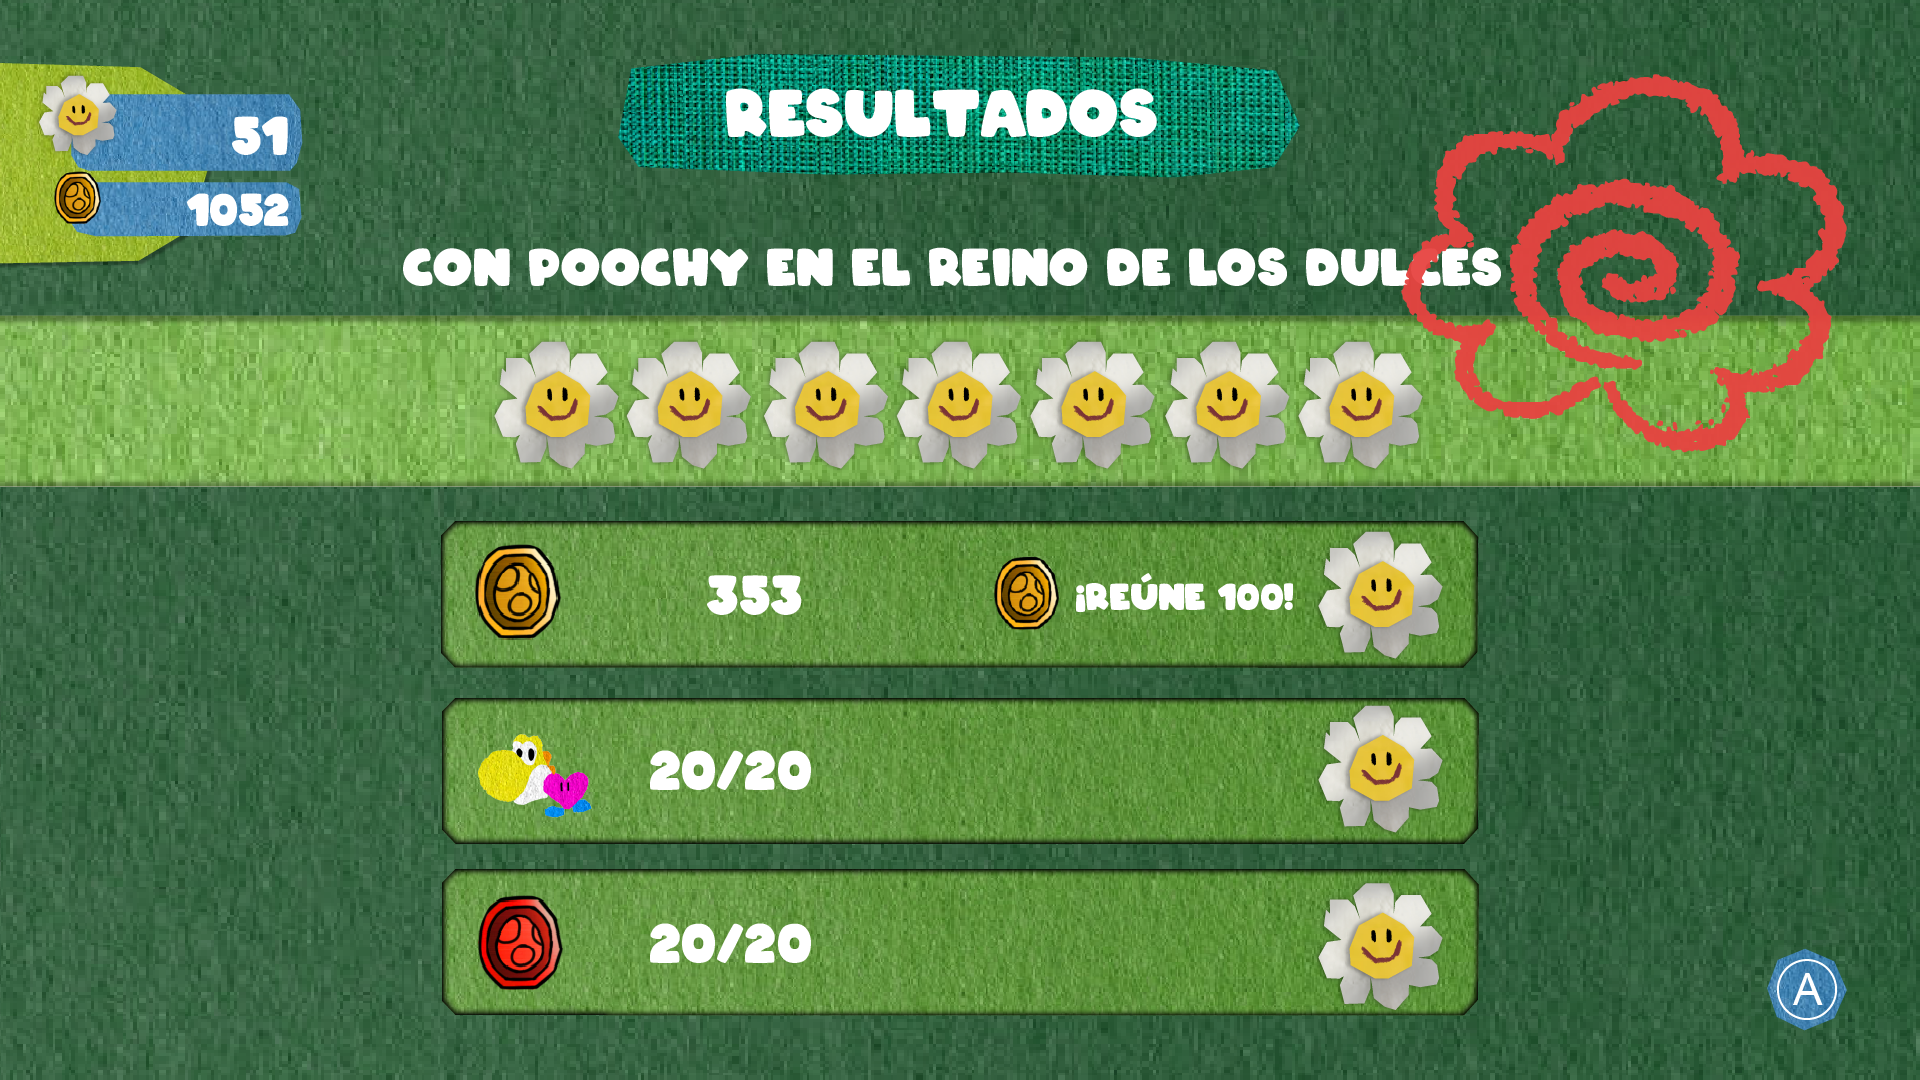 RESULTADOS
51
1052
CON POOCHY EN EL REINO DE LOS DULCES
353
¡REÚNE 100!
20/20
20/20
A